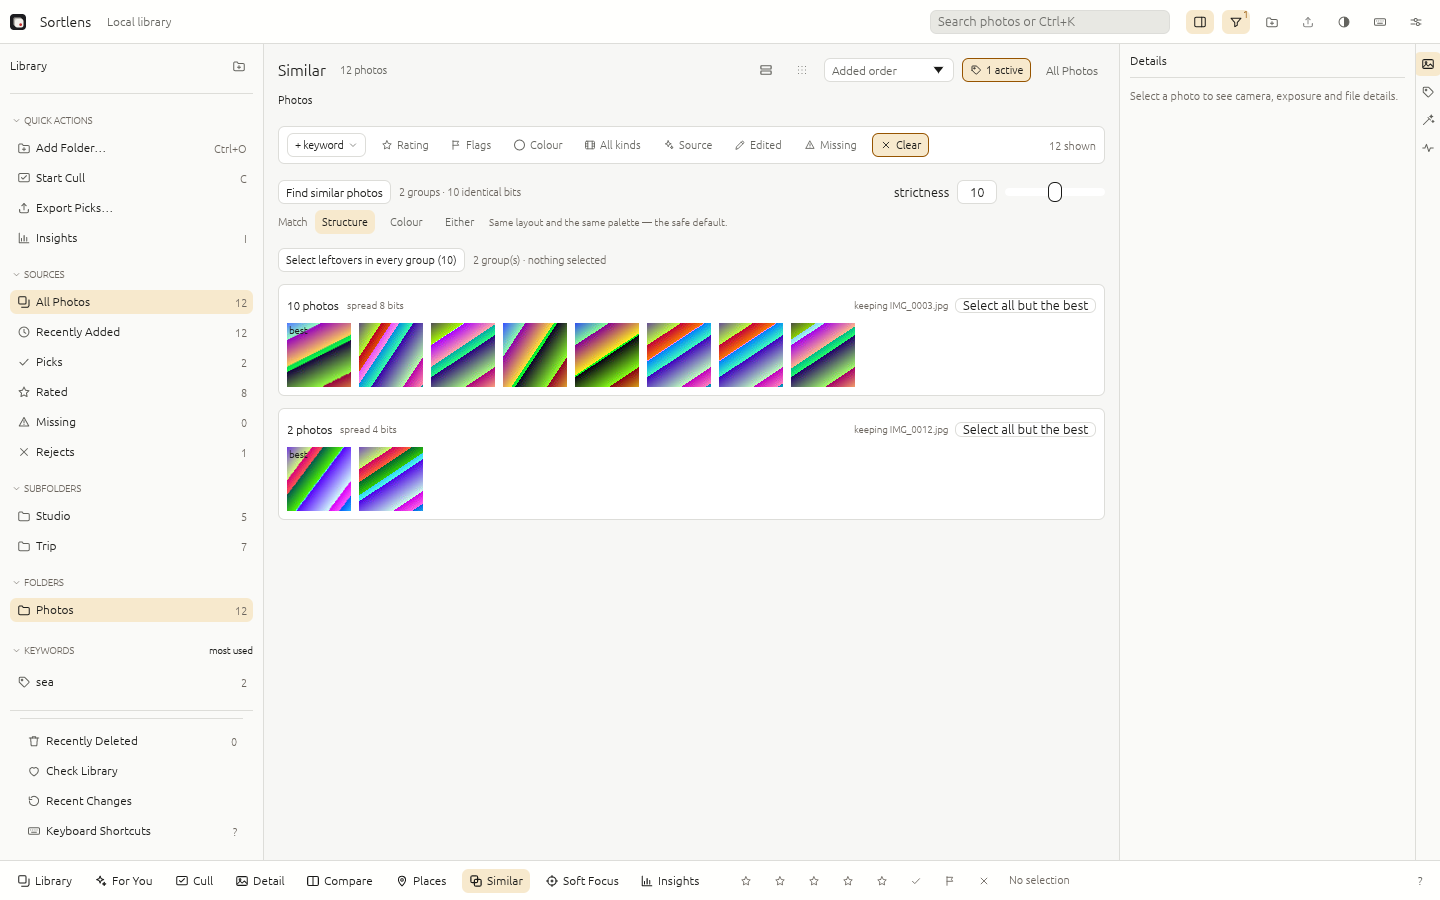 Sortlens Local library Search photos or Ctrl+K 1
Library
QUICK ACTIONS
Add Folder... Ctrl+O
Start Cull C
Export Picks...
Insights I
SOURCES
All Photos 12
Recently Added 12
Picks 2
Rated 8
Missing 0
Rejects 1
SUBFOLDERS
Studio 5
Trip 7
FOLDERS
Photos 12
KEYWORDS most used
sea 2
Recently Deleted 0
Check Library
Recent Changes
Keyboard Shortcuts ?
Similar 12 photos Added order 1 active All Photos
Photos
+ keyword Rating Flags Colour All kinds Source Edited Missing Clear 12 shown
Find similar photos 2 groups · 10 identical bits strictness 10
Match Structure Colour Either Same layout and the same palette — the safe default.
Select leftovers in every group (10) 2 group(s) · nothing selected
10 photos spread 8 bits keeping IMG_0003.jpg Select all but the best
best
2 photos spread 4 bits keeping IMG_0012.jpg Select all but the best
best
Details
Select a photo to see camera, exposure and file details.
Library For You Cull Detail Compare Places Similar Soft Focus Insights No selection ?